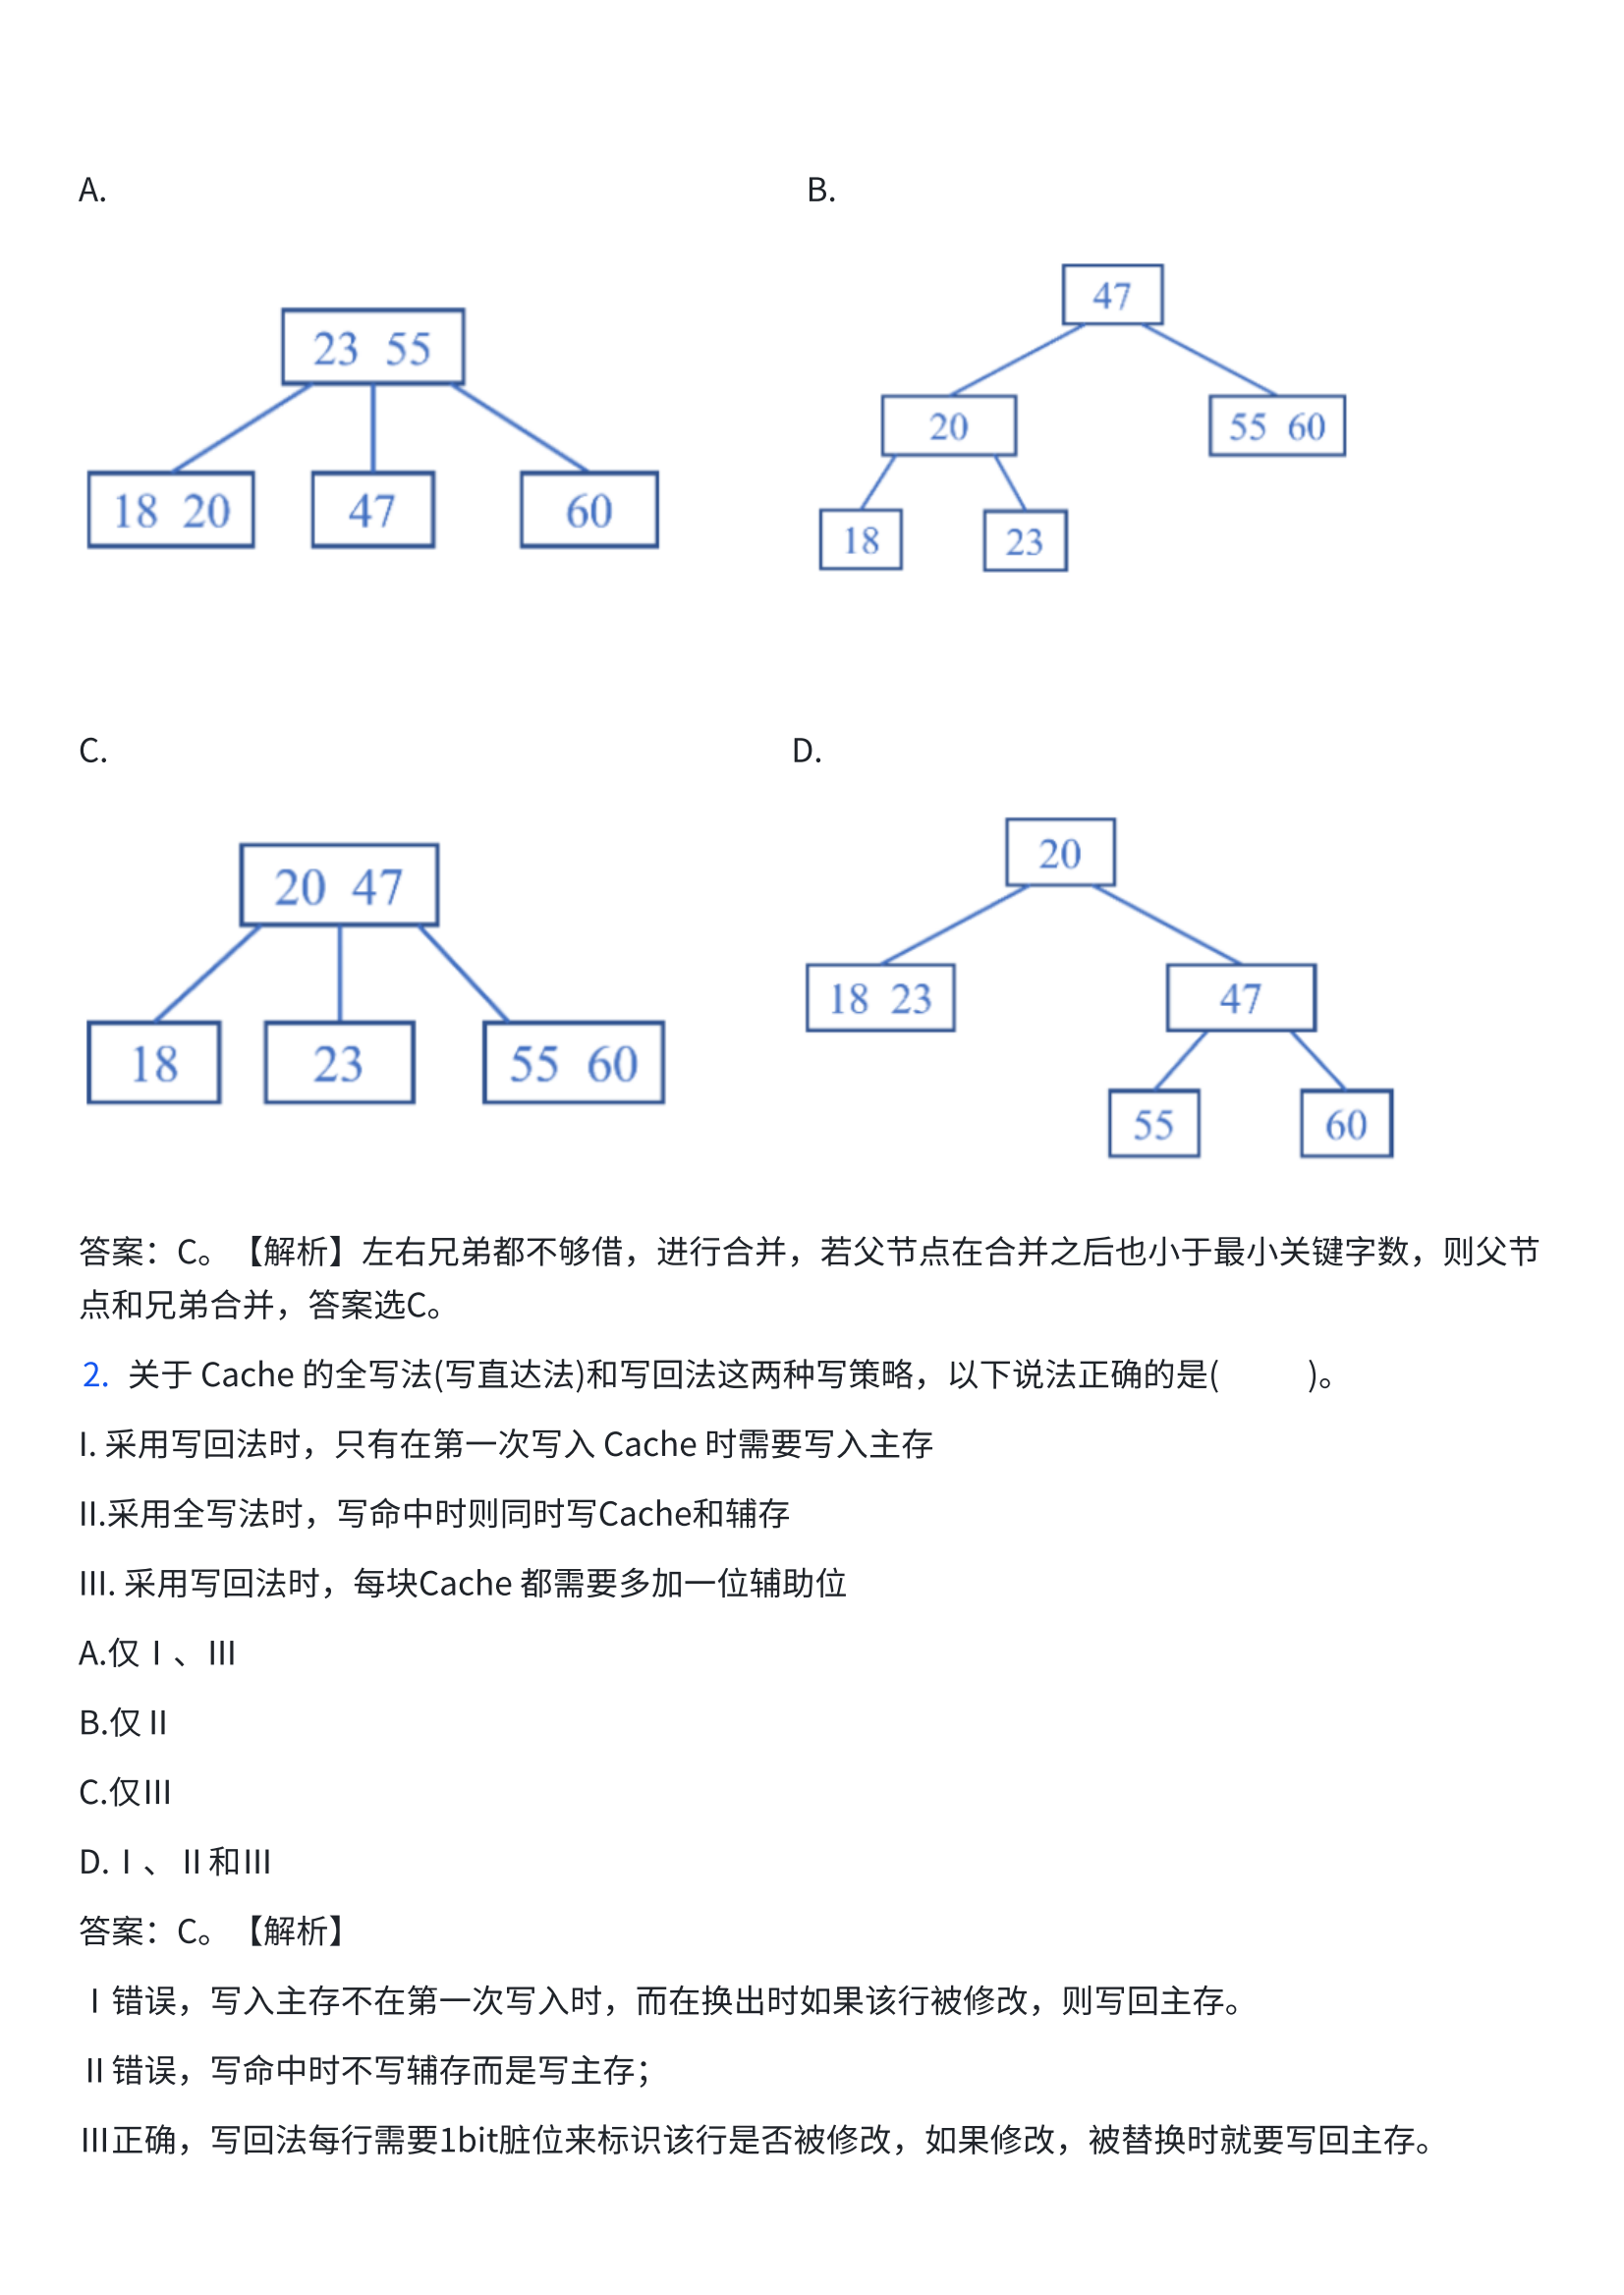 A.
B.
23 55
18 20
47
60
47
20
55 60
18
23
C.
D.
20 47
18
23
55 60
20
18 23
47
55
60
答案：C。【解析】左右兄弟都不够借，进行合并，若父节点在合并之后也小于最小关键字数，则父节
点和兄弟合并，答案选C。
2. 关于 Cache 的全写法(写直达法)和写回法这两种写策略，以下说法正确的是( )。
I. 采用写回法时，只有在第一次写入 Cache 时需要写入主存
II.采用全写法时，写命中时则同时写Cache和辅存
III. 采用写回法时，每块Cache 都需要多加一位辅助位
A.仅Ⅰ、Ⅲ
B.仅Ⅱ
C.仅Ⅲ
D.Ⅰ、Ⅱ和Ⅲ
答案：C。【解析】
Ⅰ错误，写入主存不在第一次写入时，而在换出时如果该行被修改，则写回主存。
Ⅱ错误，写命中时不写辅存而是写主存；
Ⅲ正确，写回法每行需要1bit脏位来标识该行是否被修改，如果修改，被替换时就要写回主存。